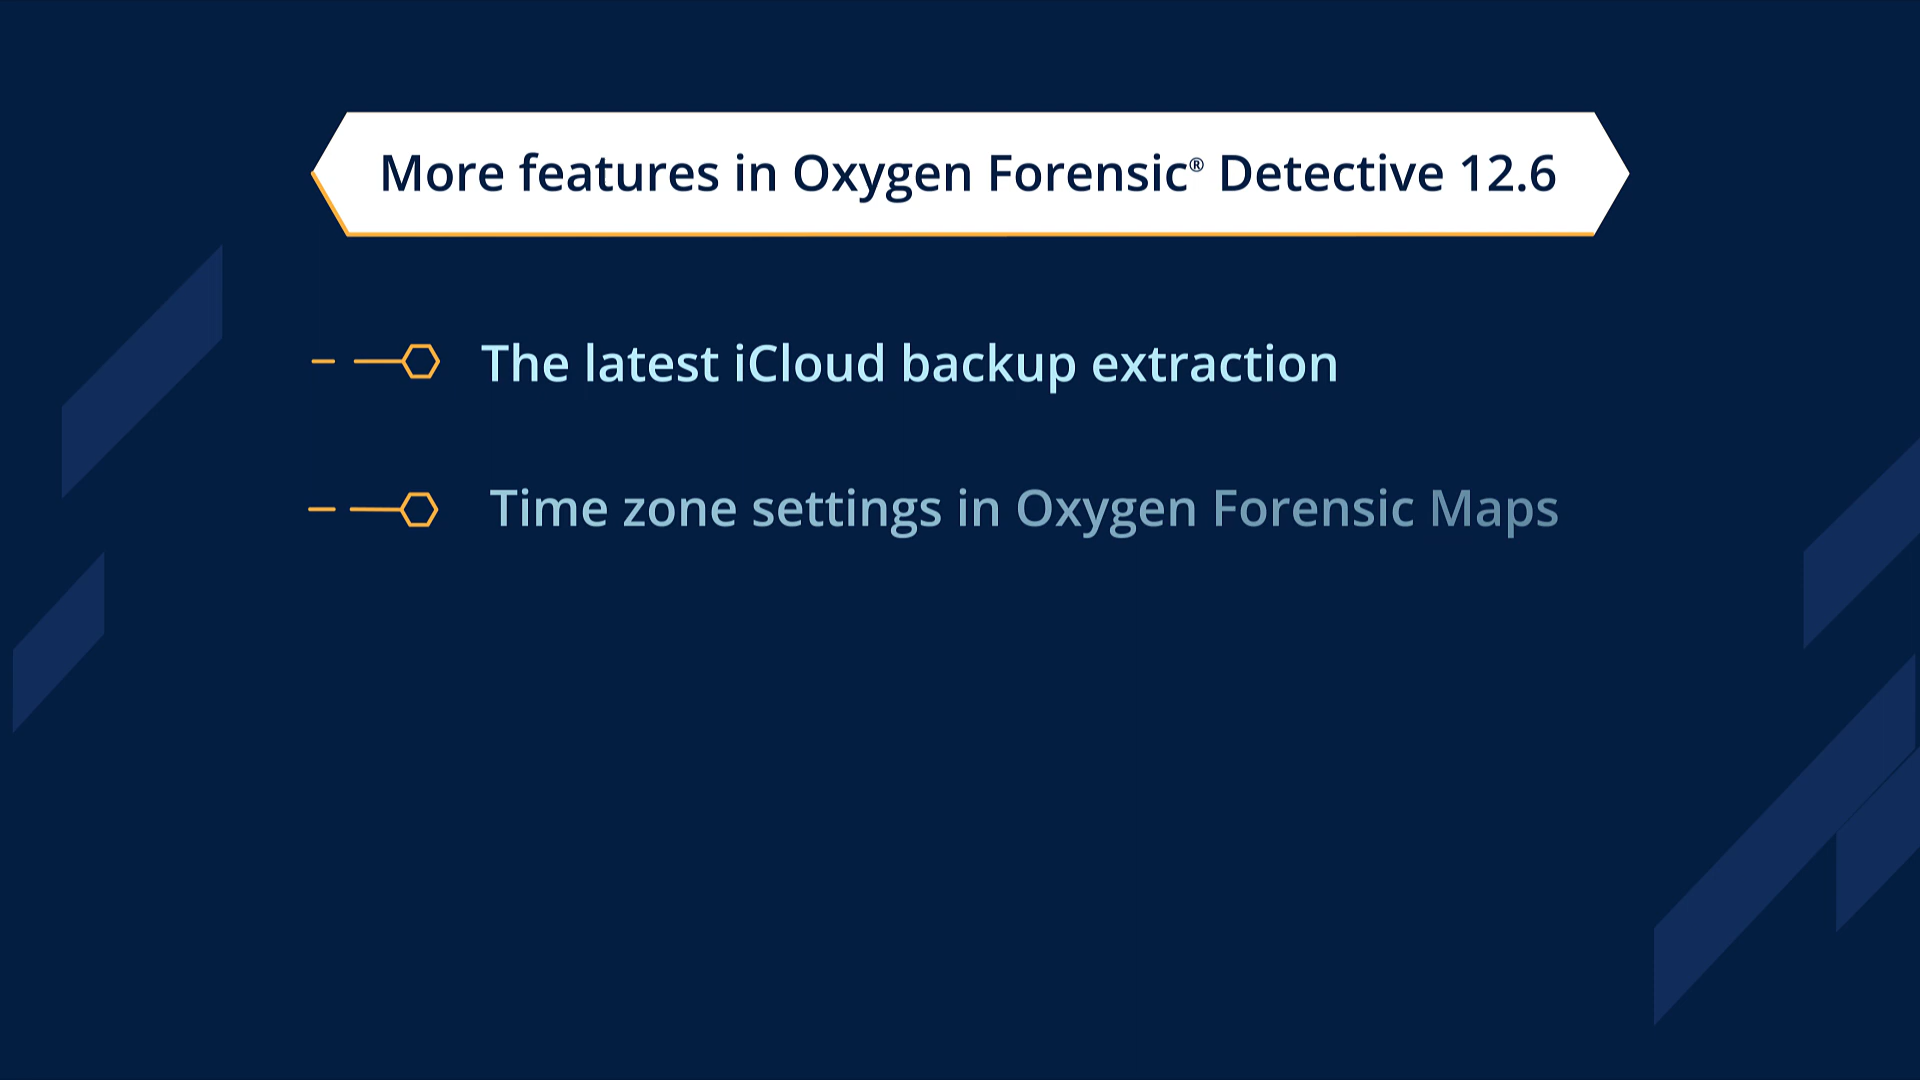 More features in Oxygen Forensic® Detective 12.6
The latest iCloud backup extraction
Time zone settings in Oxygen Forensic Maps